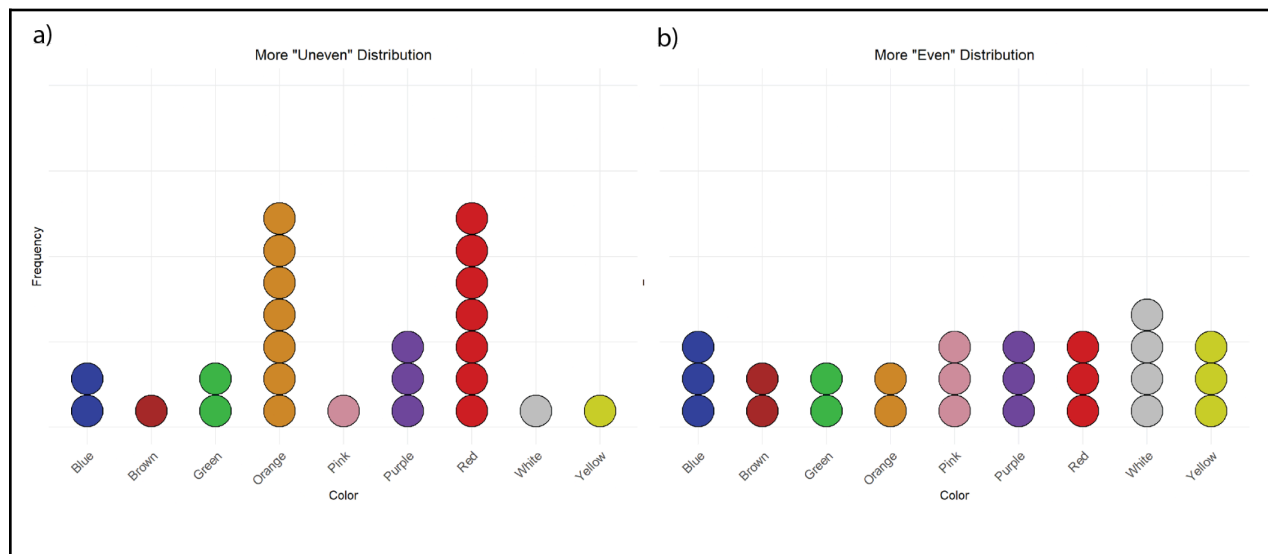 a)
More "Uneven" Distribution
Frequency
Blue
Brown
Green
Orange
Pink
Purple
Red
White
Yellow
Color
b)
More "Even" Distribution
Blue
Brown
Green
Orange
Pink
Purple
Red
White
Yellow
Color